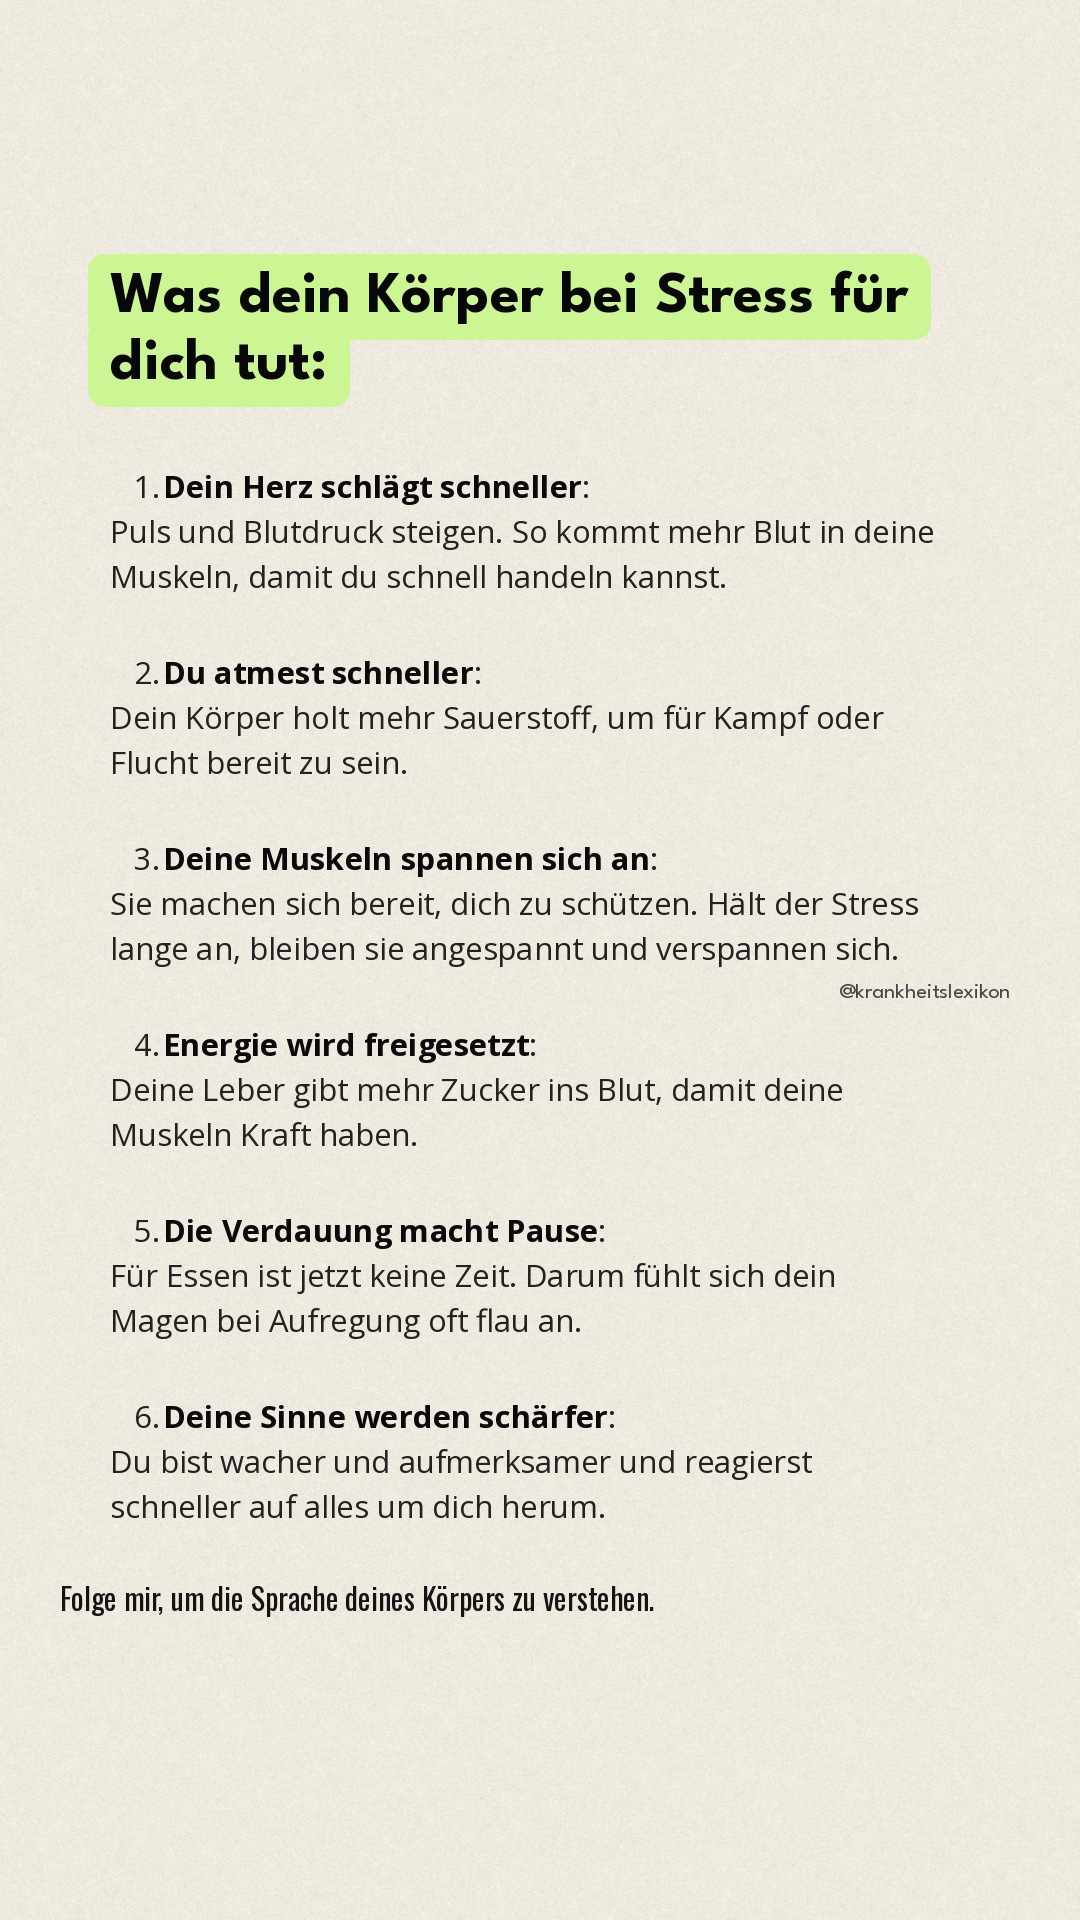 Was dein Körper bei Stress für
dich tut:
1. Dein Herz schlägt schneller:
Puls und Blutdruck steigen. So kommt mehr Blut in deine
Muskeln, damit du schnell handeln kannst.
2. Du atmest schneller:
Dein Körper holt mehr Sauerstoff, um für Kampf oder
Flucht bereit zu sein.
3. Deine Muskeln spannen sich an:
Sie machen sich bereit, dich zu schützen. Hält der Stress
lange an, bleiben sie angespannt und verspannen sich.
@krankheitslexikon
4. Energie wird freigesetzt:
Deine Leber gibt mehr Zucker ins Blut, damit deine
Muskeln Kraft haben.
5. Die Verdauung macht Pause:
Für Essen ist jetzt keine Zeit. Darum fühlt sich dein
Magen bei Aufregung oft flau an.
6. Deine Sinne werden schärfer:
Du bist wacher und aufmerksamer und reagierst
schneller auf alles um dich herum.
Folge mir, um die Sprache deines Körpers zu verstehen.